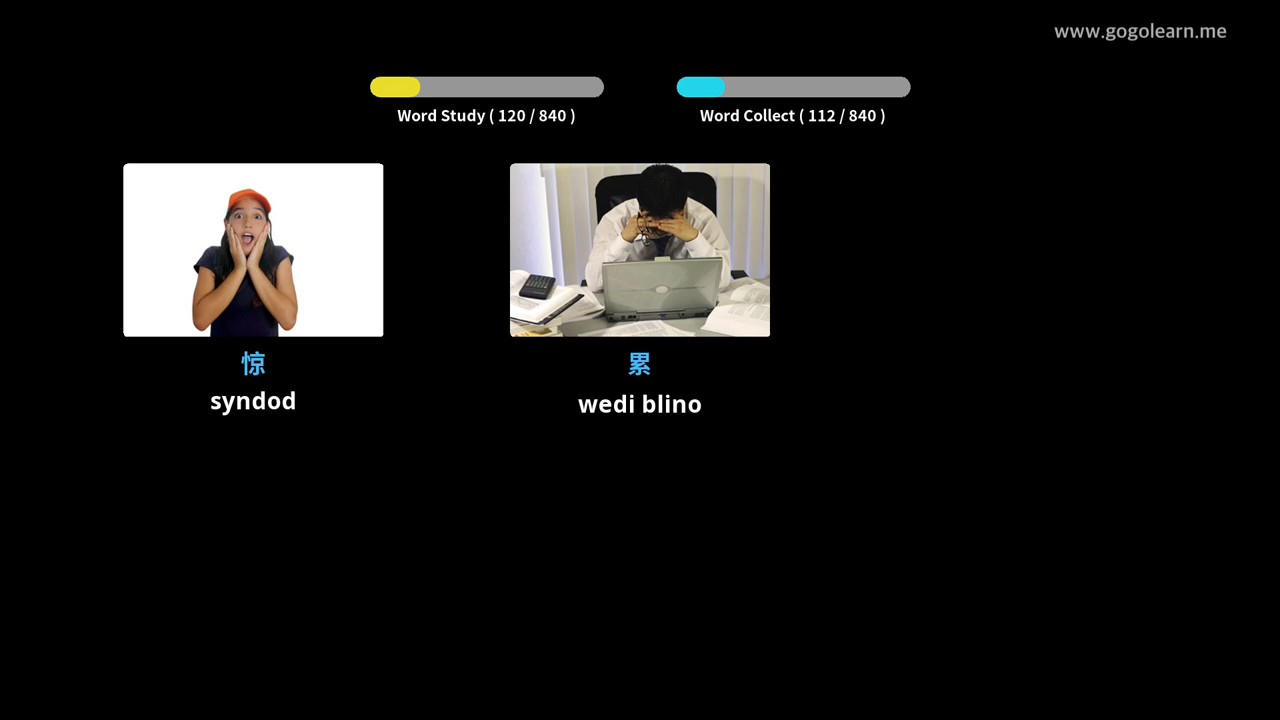 www.gogolearn.me
Word Study ( 120 / 840 )
Word Collect ( 112 / 840 )
惊
syndod
累
wedi blino